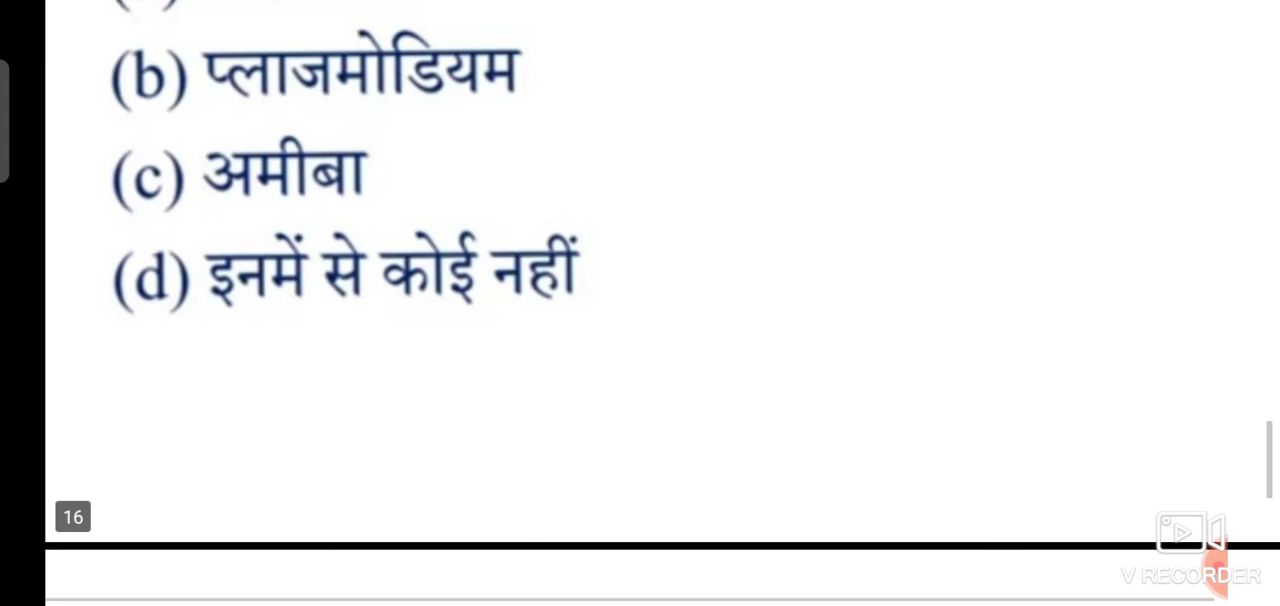 (b) प्लाजमोडियम
(c) अमीबा
(d) इनमें से कोई नहीं
16
V RECORDER